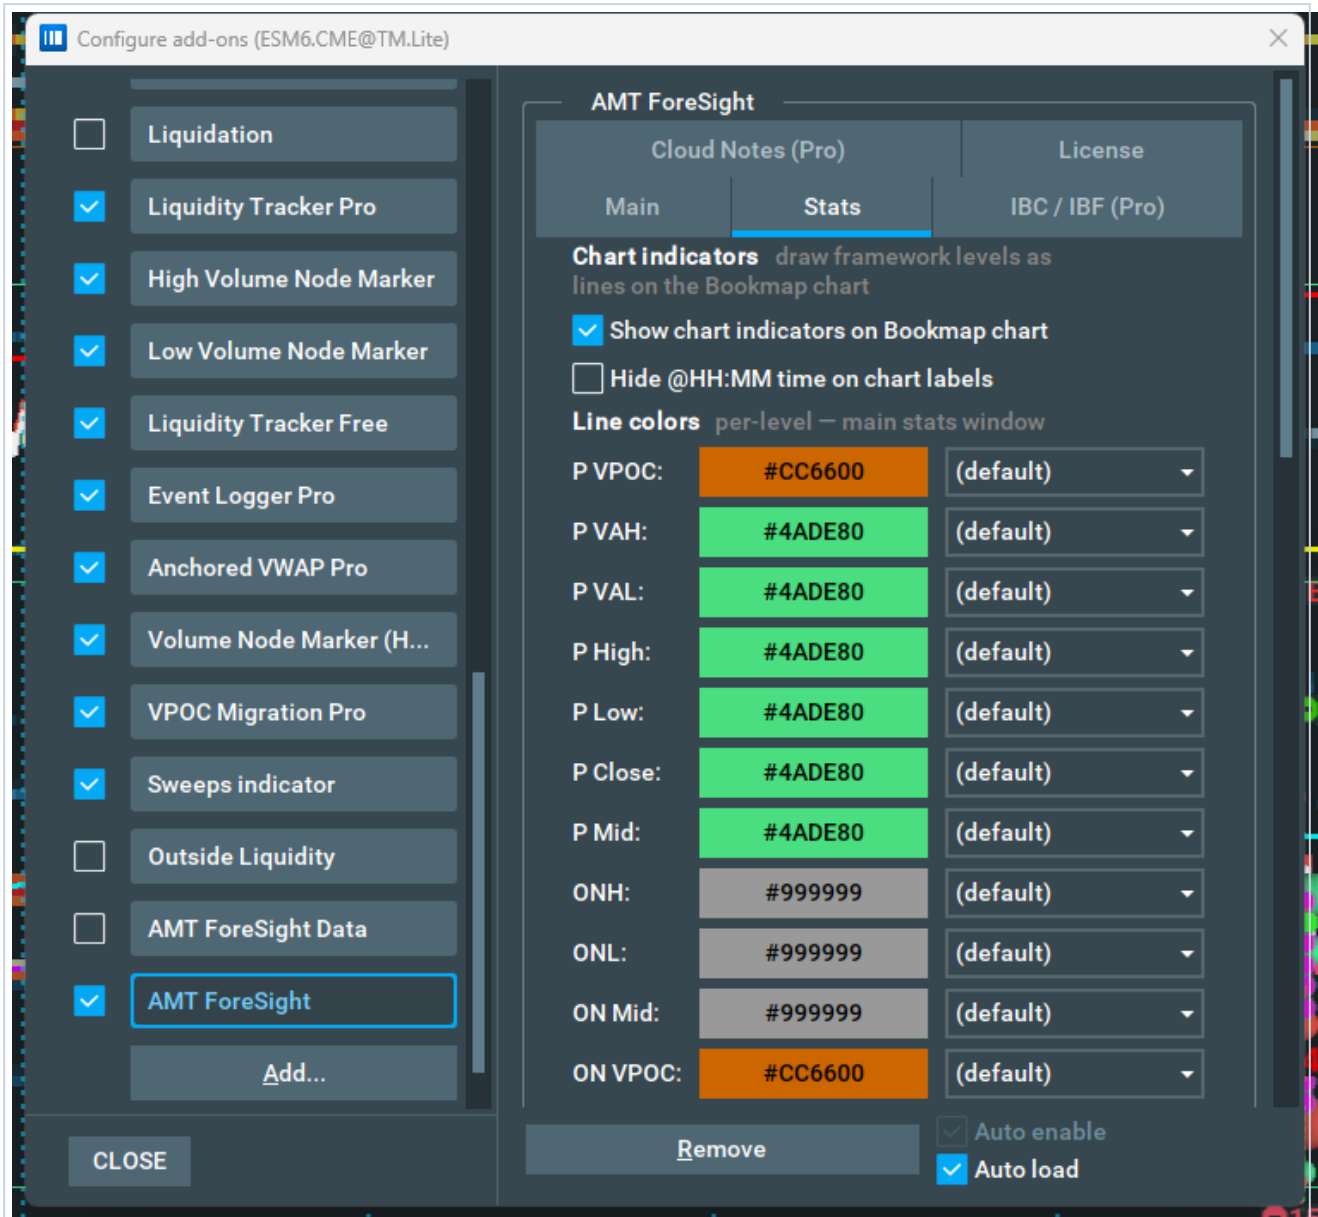 Configure add-ons (ESM6.CME@TM.Lite)
Liquidation
Liquidity Tracker Pro
High Volume Node Marker
Low Volume Node Marker
Liquidity Tracker Free
Event Logger Pro
Anchored VWAP Pro
Volume Node Marker (H...
VPOC Migration Pro
Sweeps indicator
Outside Liquidity
AMT ForeSight Data
AMT ForeSight
Add...
CLOSE
AMT ForeSight
Cloud Notes (Pro) License
Main Stats IBC / IBF (Pro)
Chart indicators draw framework levels as
lines on the Bookmap chart
Show chart indicators on Bookmap chart
Hide @HH:MM time on chart labels
Line colors per-level — main stats window
P VPOC: #CC6600 (default)
P VAH: #4ADE80 (default)
P VAL: #4ADE80 (default)
P High: #4ADE80 (default)
P Low: #4ADE80 (default)
P Close: #4ADE80 (default)
P Mid: #4ADE80 (default)
ONH: #999999 (default)
ONL: #999999 (default)
ON Mid: #999999 (default)
ON VPOC: #CC6600 (default)
Remove
Auto enable
Auto load